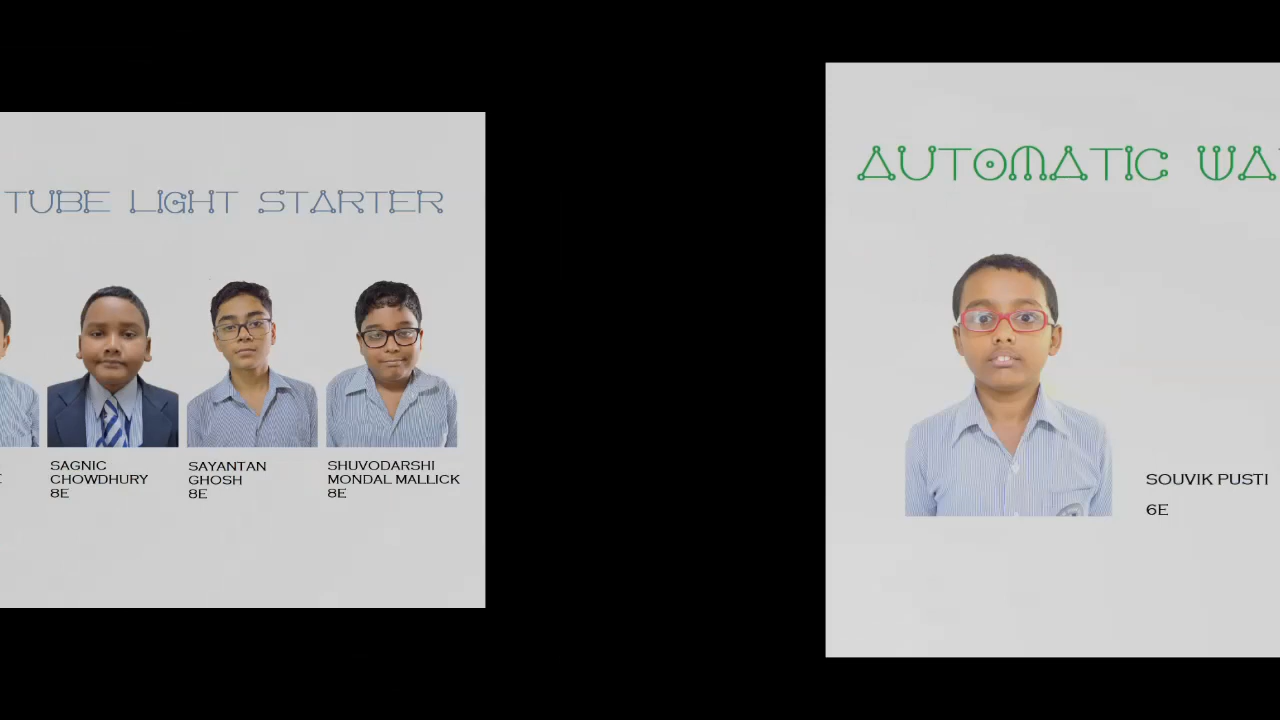 TUBE LIGHT STARTER
SAGNIC
CHOWDHURY
8E
SAYANTAN
GHOSH
8E
SHUVODARSHI
MONDAL MALLICK
8E
AUTOMATIC
SOUVIK PUSTI
6E